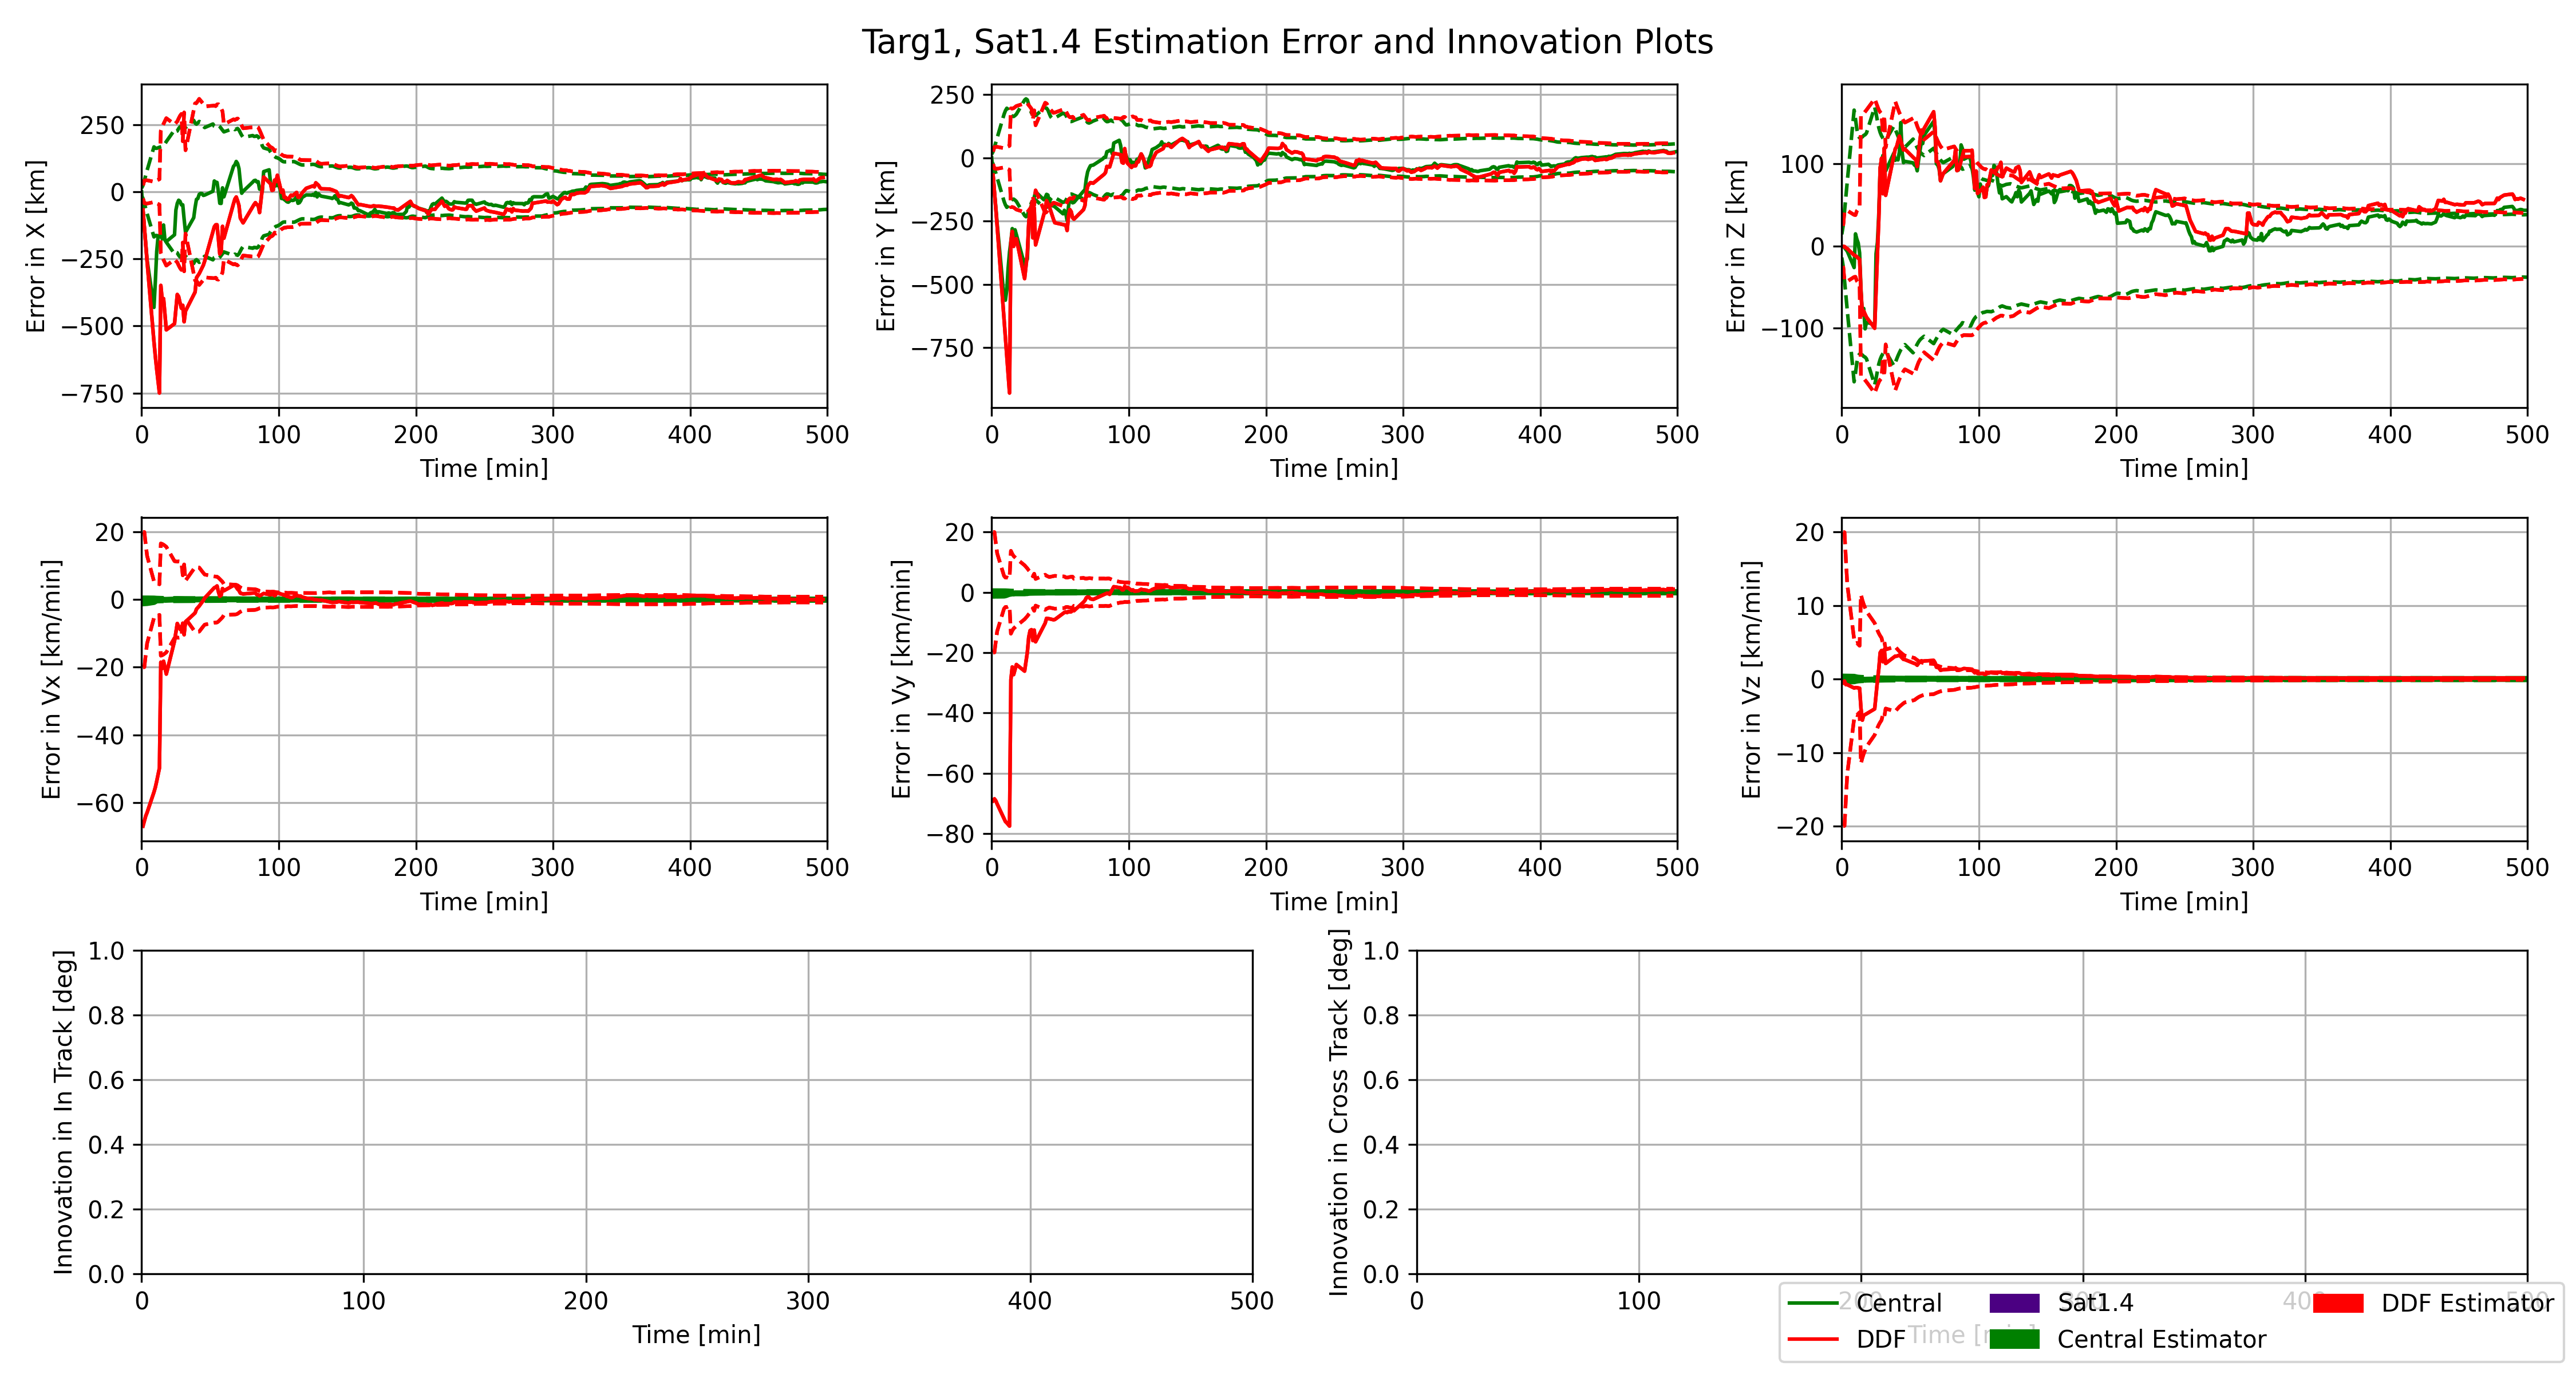 Targ1, Sat1.4 Estimation Error and Innovation Plots
Error in X [km]
250
0
−250
−500
−750
0 100 200 300 400 500
Time [min]
Error in Y [km]
250
0
−250
−500
−750
0 100 200 300 400 500
Time [min]
Error in Z [km]
100
0
−100
0 100 200 300 400 500
Time [min]
Error in Vx [km/min]
20
0
−20
−40
−60
0 100 200 300 400 500
Time [min]
Error in Vy [km/min]
20
0
−20
−40
−60
−80
0 100 200 300 400 500
Time [min]
Error in Vz [km/min]
20
10
0
−10
−20
0 100 200 300 400 500
Time [min]
Innovation in In Track [deg]
1.0
0.8
0.6
0.4
0.2
0.0
0 100 200 300 400 500
Time [min]
Innovation in Cross Track [deg]
1.0
0.8
0.6
0.4
0.2
0.0
0 100 200 300 400 500
Time [min]
Central
DDF
Sat1.4
Central Estimator
DDF Estimator